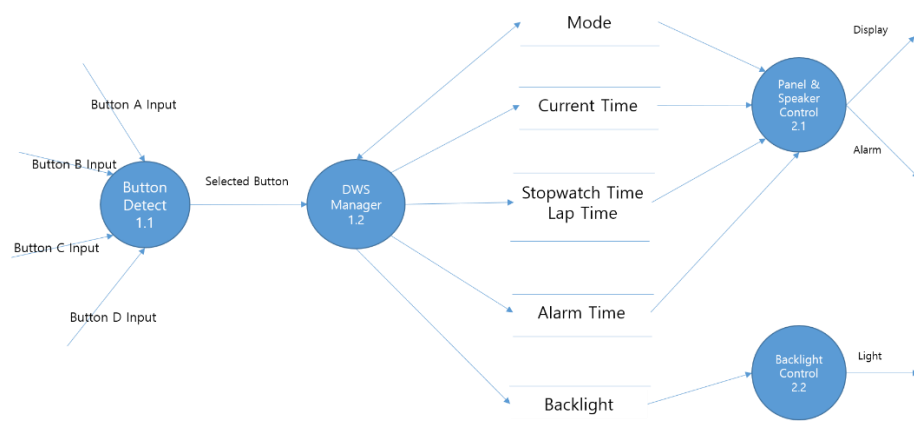 Button A Input
Button B Input
Button C Input
Button D Input
Button
Detect
1.1
Selected Button
DWS
Manager
1.2
Mode
Current Time
Stopwatch Time
Lap Time
Alarm Time
Backlight
Panel &
Speaker
Control
2.1
Display
Alarm
Backlight
Control
2.2
Light